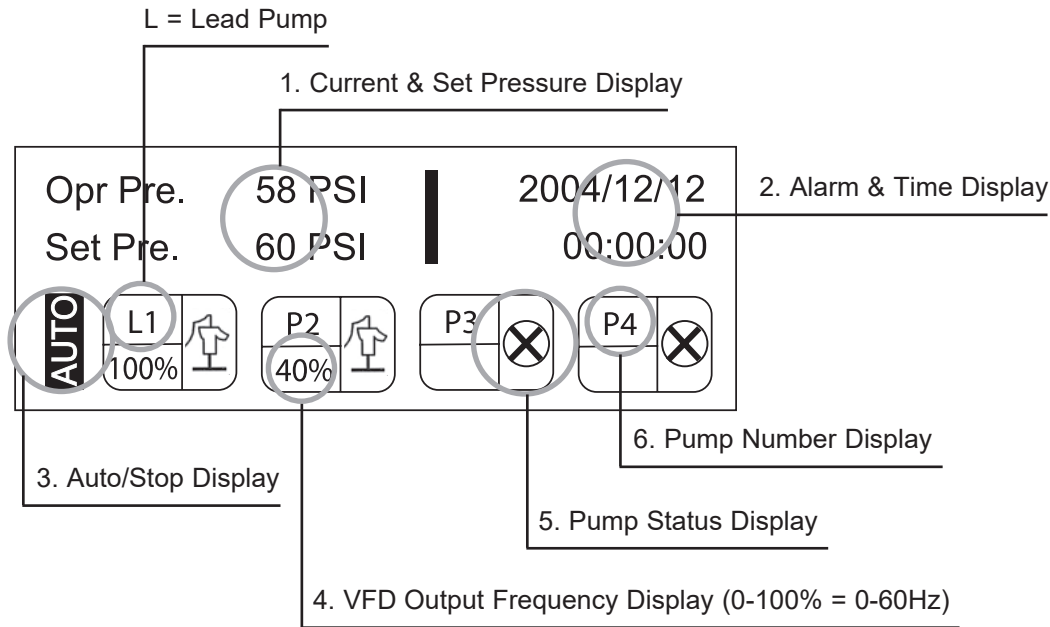 L = Lead Pump
1. Current & Set Pressure Display
Opr Pre. 58 PSI 2004/12/12
2. Alarm & Time Display
Set Pre. 60 PSI 00:00:00
AUTO
L1 P2 P3 P4
100% 40%
6. Pump Number Display
3. Auto/Stop Display
5. Pump Status Display
4. VFD Output Frequency Display (0-100% = 0-60Hz)